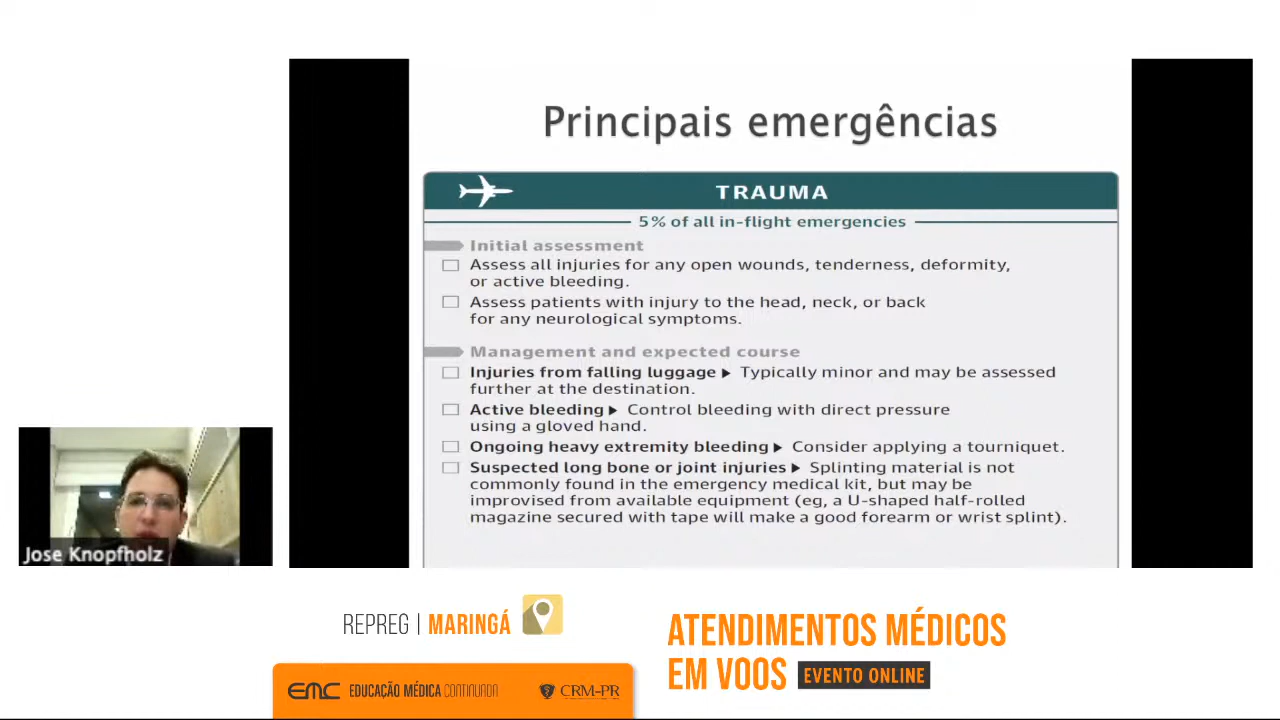 Principais emergências
TRAUMA
5% of all in-flight emergencies
Initial assessment
Assess all injuries for any open wounds, tenderness, deformity,
or active bleeding.
Assess patients with injury to the head, neck, or back
for any neurological symptoms.
Management and expected course
Injuries from falling luggage ▶ Typically minor and may be assessed
further at the destination.
Active bleeding ▶ Control bleeding with direct pressure
using a gloved hand.
Ongoing heavy extremity bleeding ▶ Consider applying a tourniquet.
Suspected long bone or joint injuries ▶ Splinting material is not
commonly found in the emergency medical kit, but may be
improvised from available equipment (eg, a U-shaped half-rolled
magazine secured with tape will make a good forearm or wrist splint).
Jose Knopfholz
REPREG | MARINGÁ
ATENDIMENTOS MÉDICOS
EM VOOS EVENTO ONLINE
EMC EDUCAÇÃO MÉDICA CONTINUADA
CRM-PR